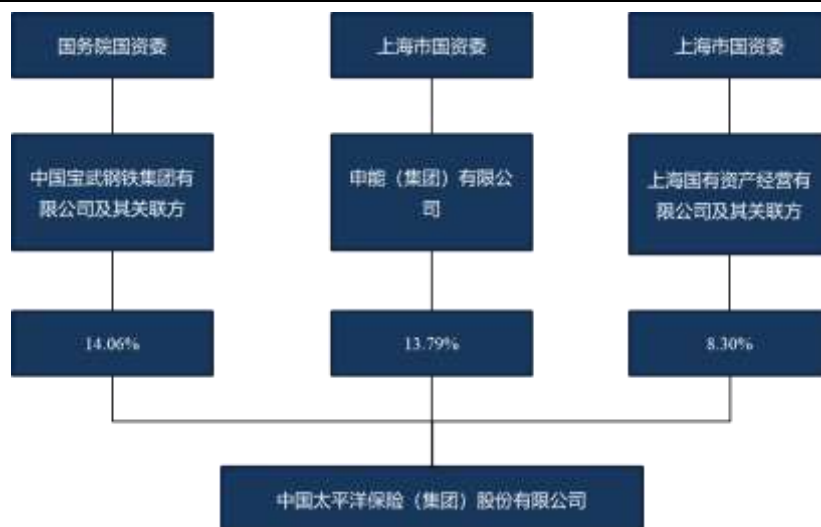 国务院国资委
上海市国资委
上海市国资委
中国宝武钢铁集团有
限公司及其关联方
申能（集团）有限公
司
上海国有资产经营有
限公司及其关联方
14.06%
13.79%
8.30%
中国太平洋保险（集团）股份有限公司